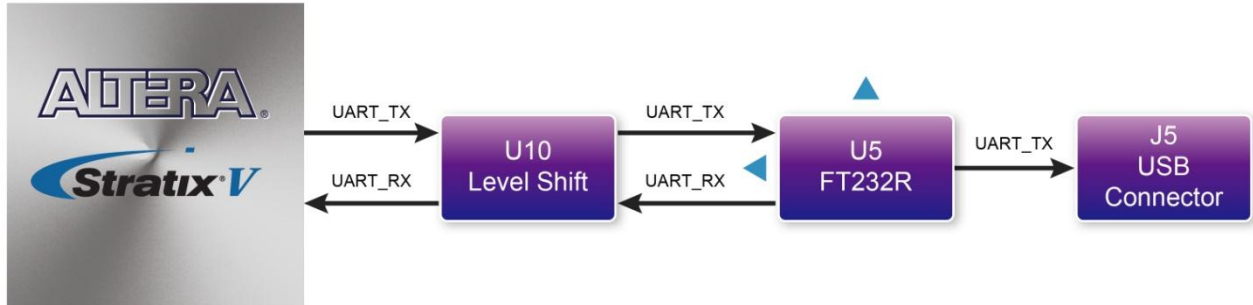 ALTERA®
Stratix® V
UART_TX
UART_RX
U10
Level Shift
UART_TX
UART_RX
U5
FT232R
UART_TX
J5
USB
Connector